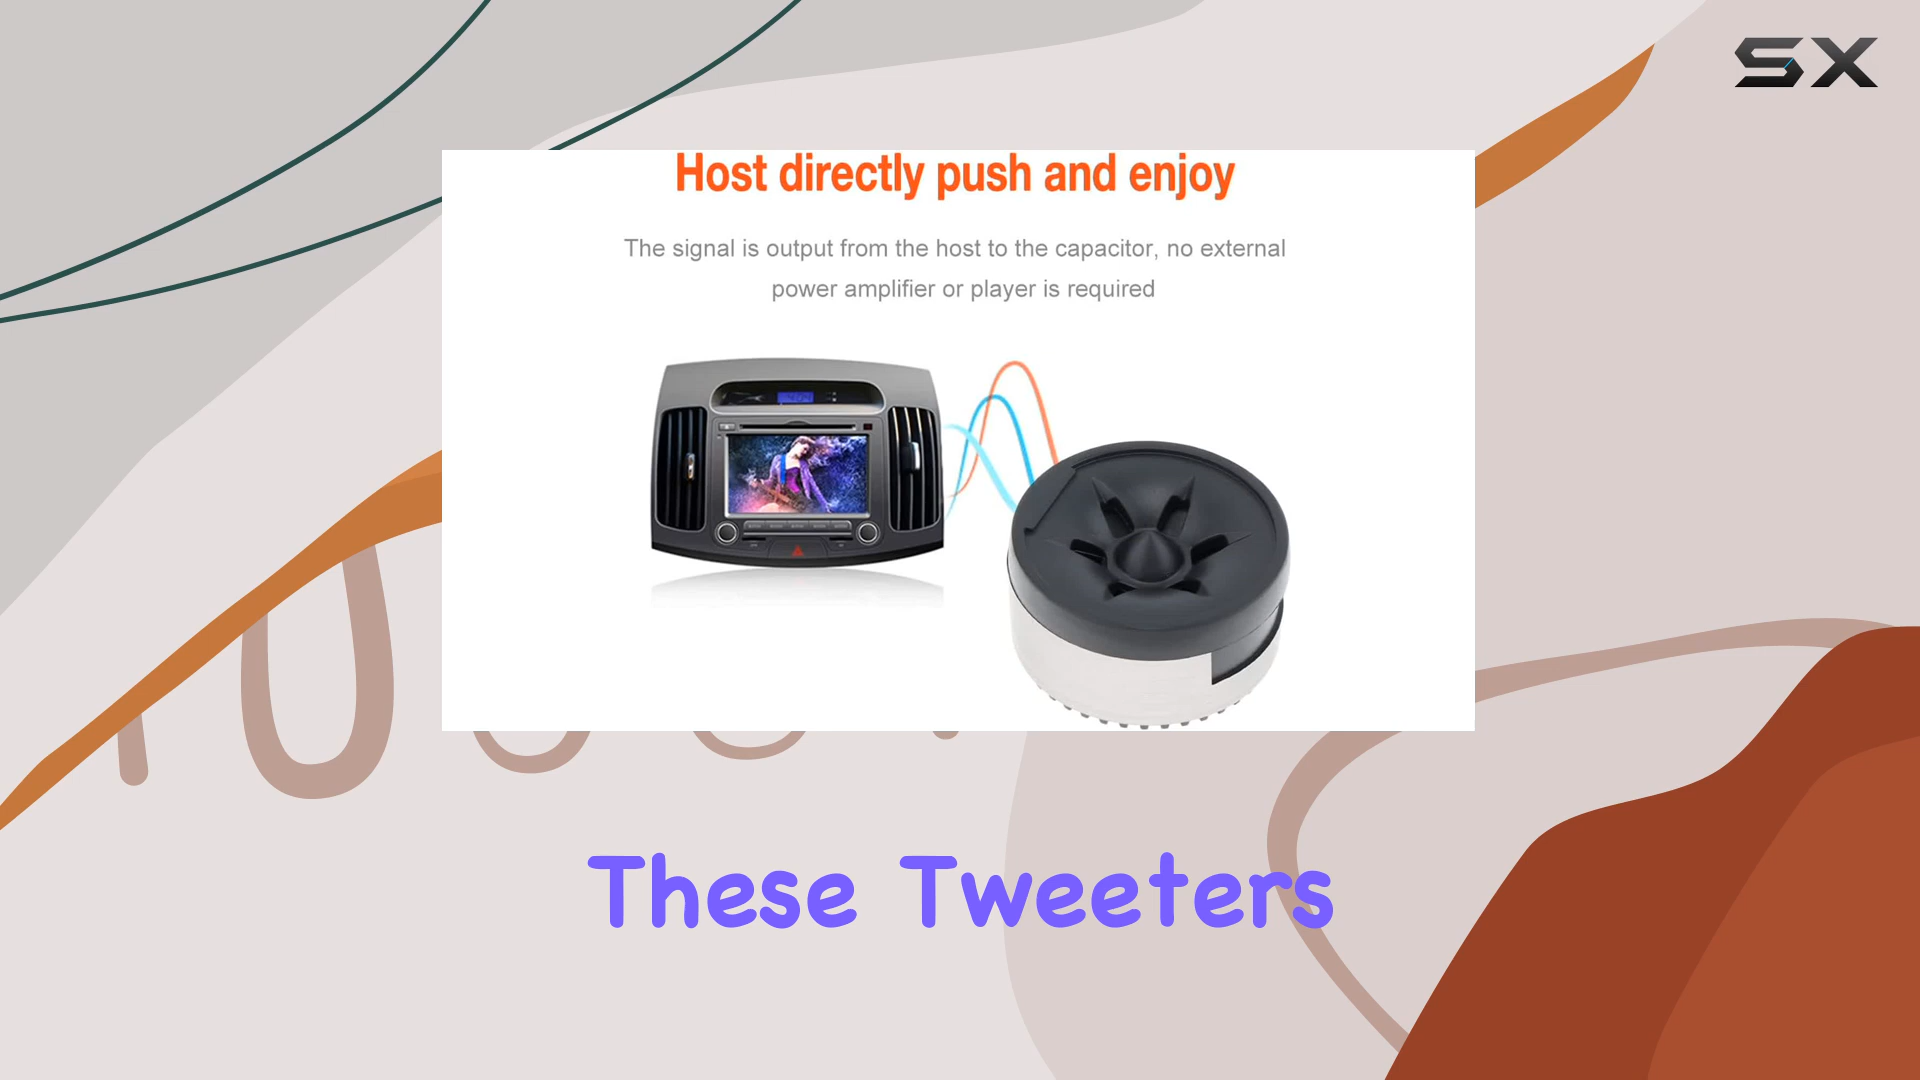 SX
Host directly push and enjoy
The signal is output from the host to the capacitor, no external
power amplifier or player is required
These Tweeters